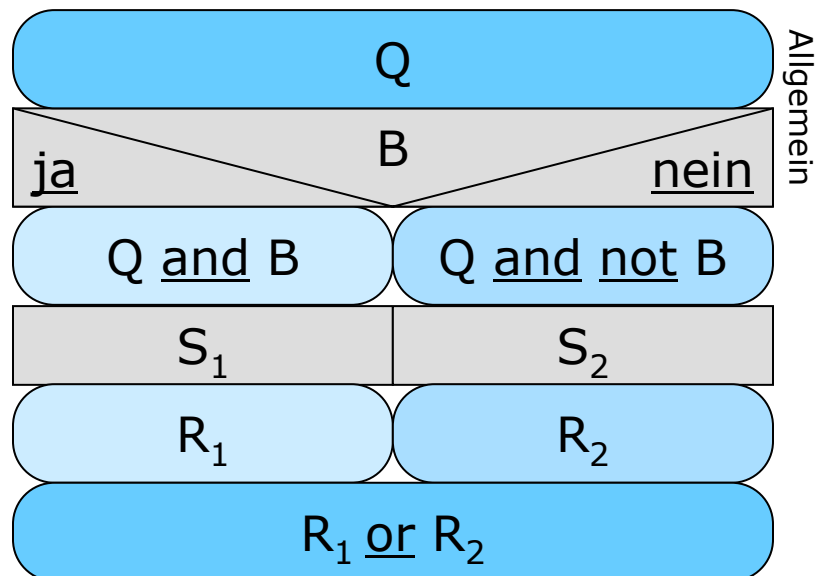 Q
Allgemein
B
ja
nein
Q and B
Q and not B
S₁
S₂
R₁
R₂
R₁ or R₂